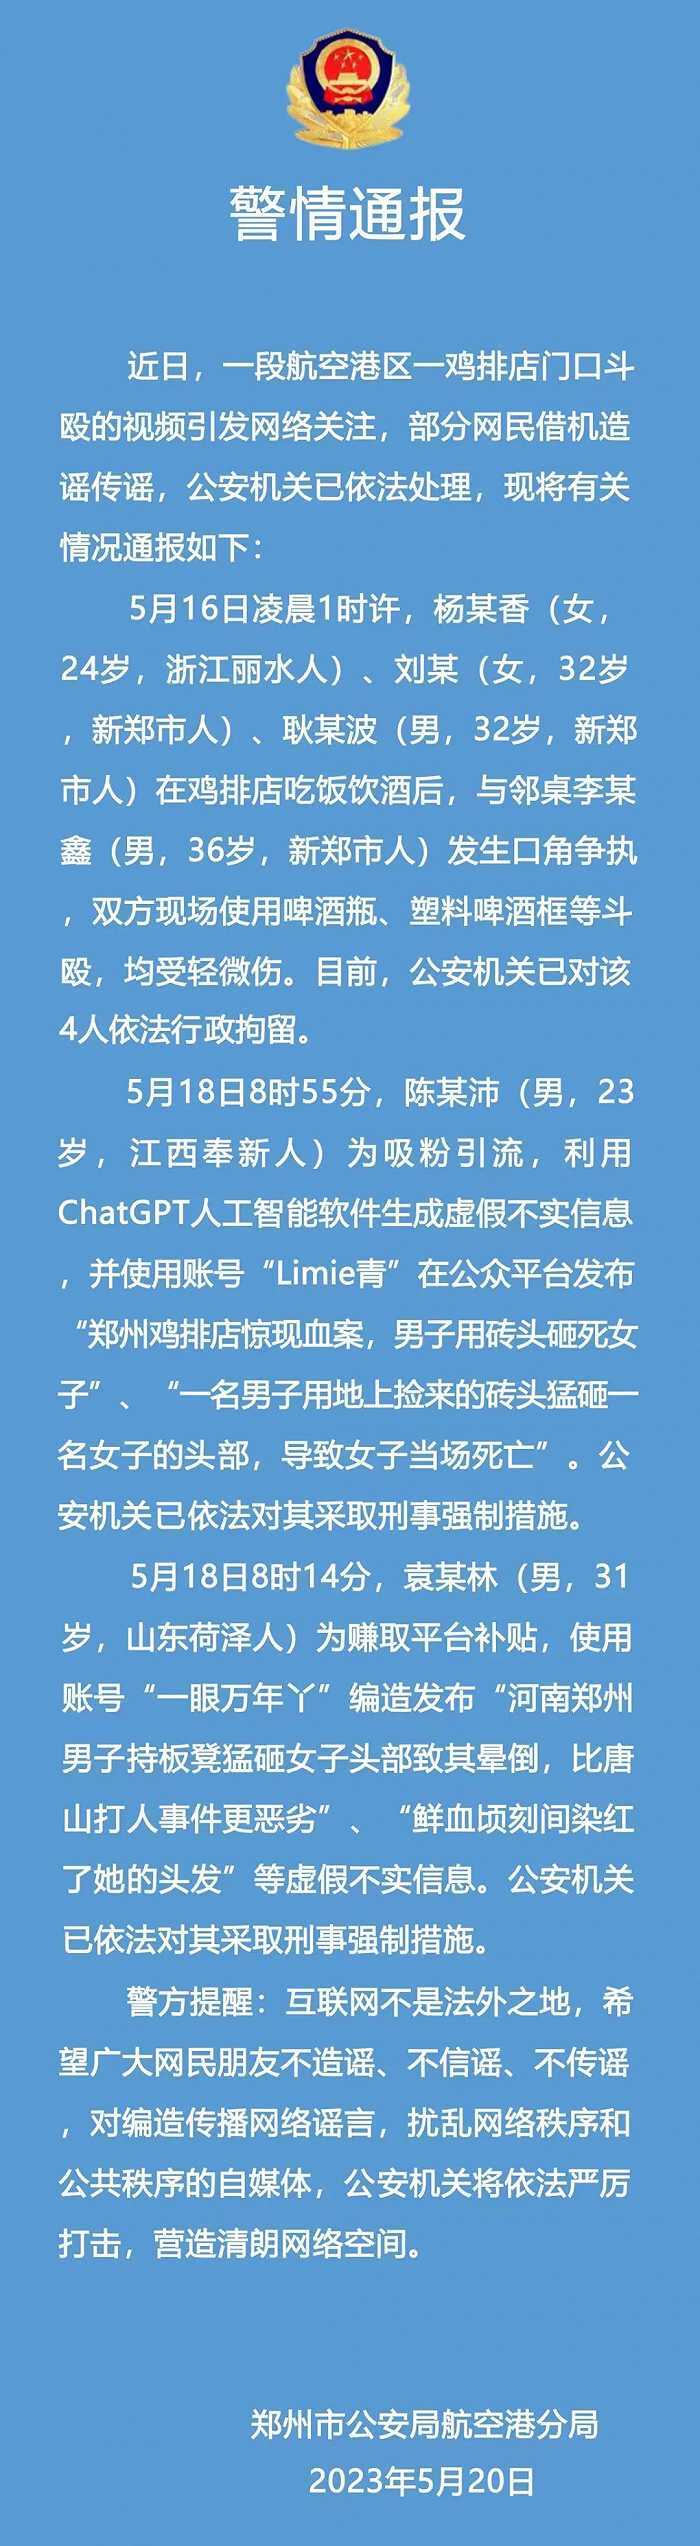 警情通报
近日，一段航空港区一鸡排店门口斗
殴的视频引发网络关注，部分网民借机造
谣传谣，公安机关已依法处理，现将有关
情况通报如下：
5月16日凌晨1时许，杨某香（女，
24岁，浙江丽水人）、刘某（女，32岁
，新郑市人）、耿某波（男，32岁，新郑
市人）在鸡排店吃饭饮酒后，与邻桌李某
鑫（男，36岁，新郑市人）发生口角争执
，双方现场使用啤酒瓶、塑料啤酒框等斗
殴，均受轻微伤。目前，公安机关已对该
4人依法行政拘留。
5月18日8时55分，陈某沛（男，23
岁，江西奉新人）为吸粉引流，利用
ChatGPT人工智能软件生成虚假不实信息
，并使用账号“Limie青”在公众平台发布
“郑州鸡排店惊现血案，男子用砖头砸死女
子”、“一名男子用地上捡来的砖头猛砸一
名女子的头部，导致女子当场死亡”。公
安机关已依法对其采取刑事强制措施。
5月18日8时14分，袁某林（男，31
岁，山东荷泽人）为赚取平台补贴，使用
账号“一眼万年丫”编造发布“河南郑州
男子持板凳猛砸女子头部致其晕倒，比唐
山打人事件更恶劣”、“鲜血顷刻间染红
了她的头发”等虚假不实信息。公安机关
已依法对其采取刑事强制措施。
警方提醒：互联网不是法外之地，希
望广大网民朋友不造谣、不信谣、不传谣
，对编造传播网络谣言，扰乱网络秩序和
公共秩序的自媒体，公安机关将依法严厉
打击，营造清朗网络空间。
郑州市公安局航空港分局
2023年5月20日